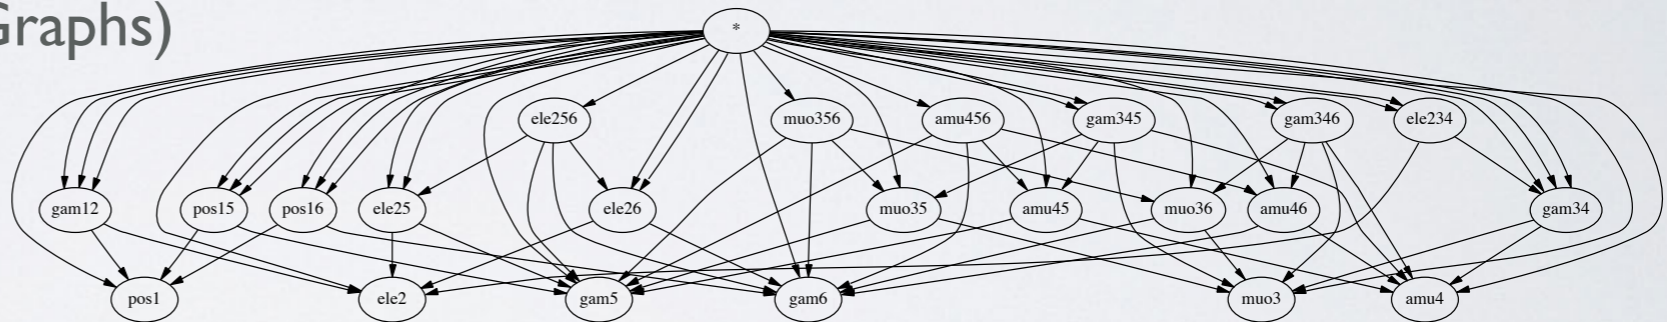 Graphs)
*
ele256 muo356 amu456 gam345 gam346 ele234
gam12 pos15 pos16 ele25 ele26 muo35 amu45 muo36 amu46 gam34
pos1 ele2 gam5 gam6 muo3 amu4